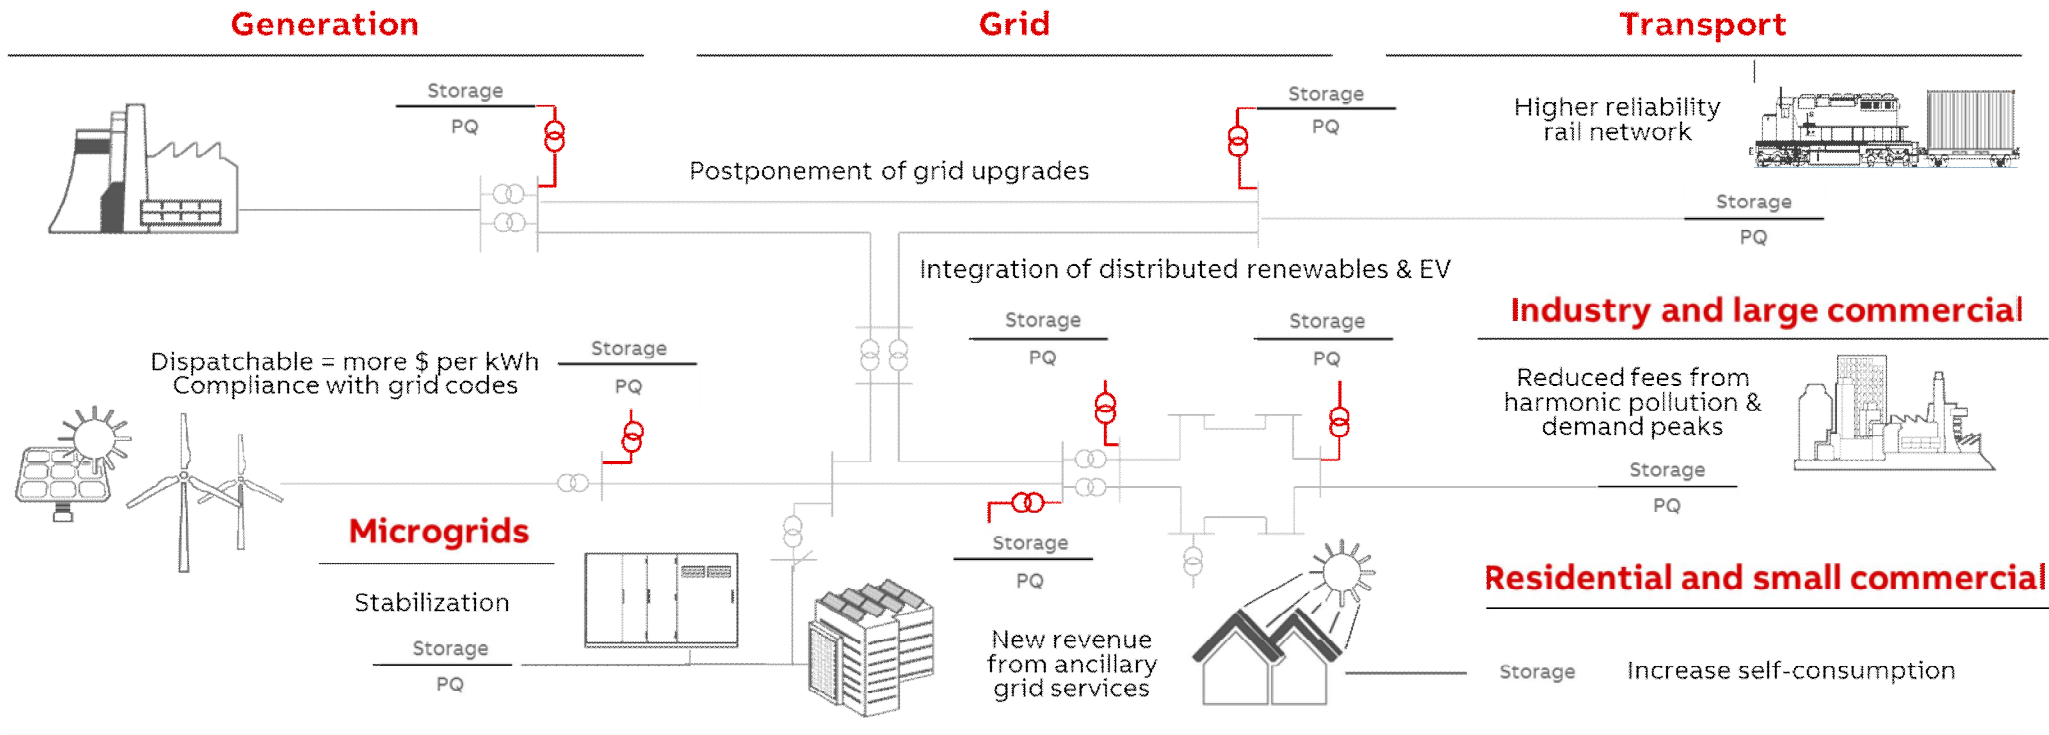 Generation
Grid
Transport
Storage
PQ
Storage
PQ
Higher reliability
rail network
Postponement of grid upgrades
Storage
PQ
Integration of distributed renewables & EV
Industry and large commercial
Storage
PQ
Storage
PQ
Dispatchable = more $ per kWh
Compliance with grid codes
Storage
PQ
Reduced fees from
harmonic pollution &
demand peaks
Storage
PQ
Microgrids
Stabilization
Storage
PQ
Storage
PQ
New revenue
from ancillary
grid services
Residential and small commercial
Storage
Increase self-consumption